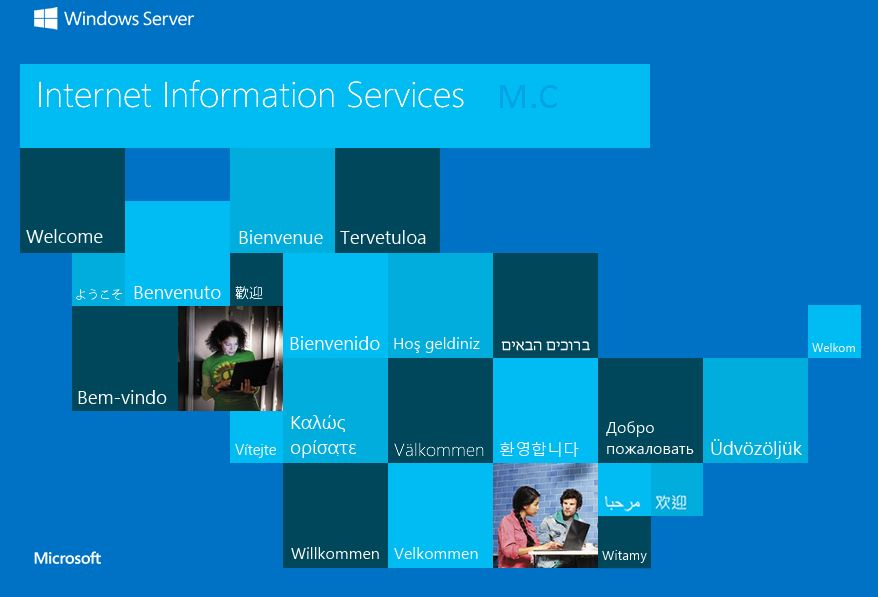 Windows Server
Internet Information Services M.C
Welcome
Bienvenue
Tervetuloa
ようこそ
Benvenuto
歡迎
Bienvenido
Hoş geldiniz
ברוכים הבאים
Welkom
Bem-vindo
Vítejte
Καλώς
ορίσατε
Välkommen
환영합니다
Добро
пожаловать
Üdvözöljük
مرحبا
欢迎
Willkommen
Velkommen
Witamy
Microsoft